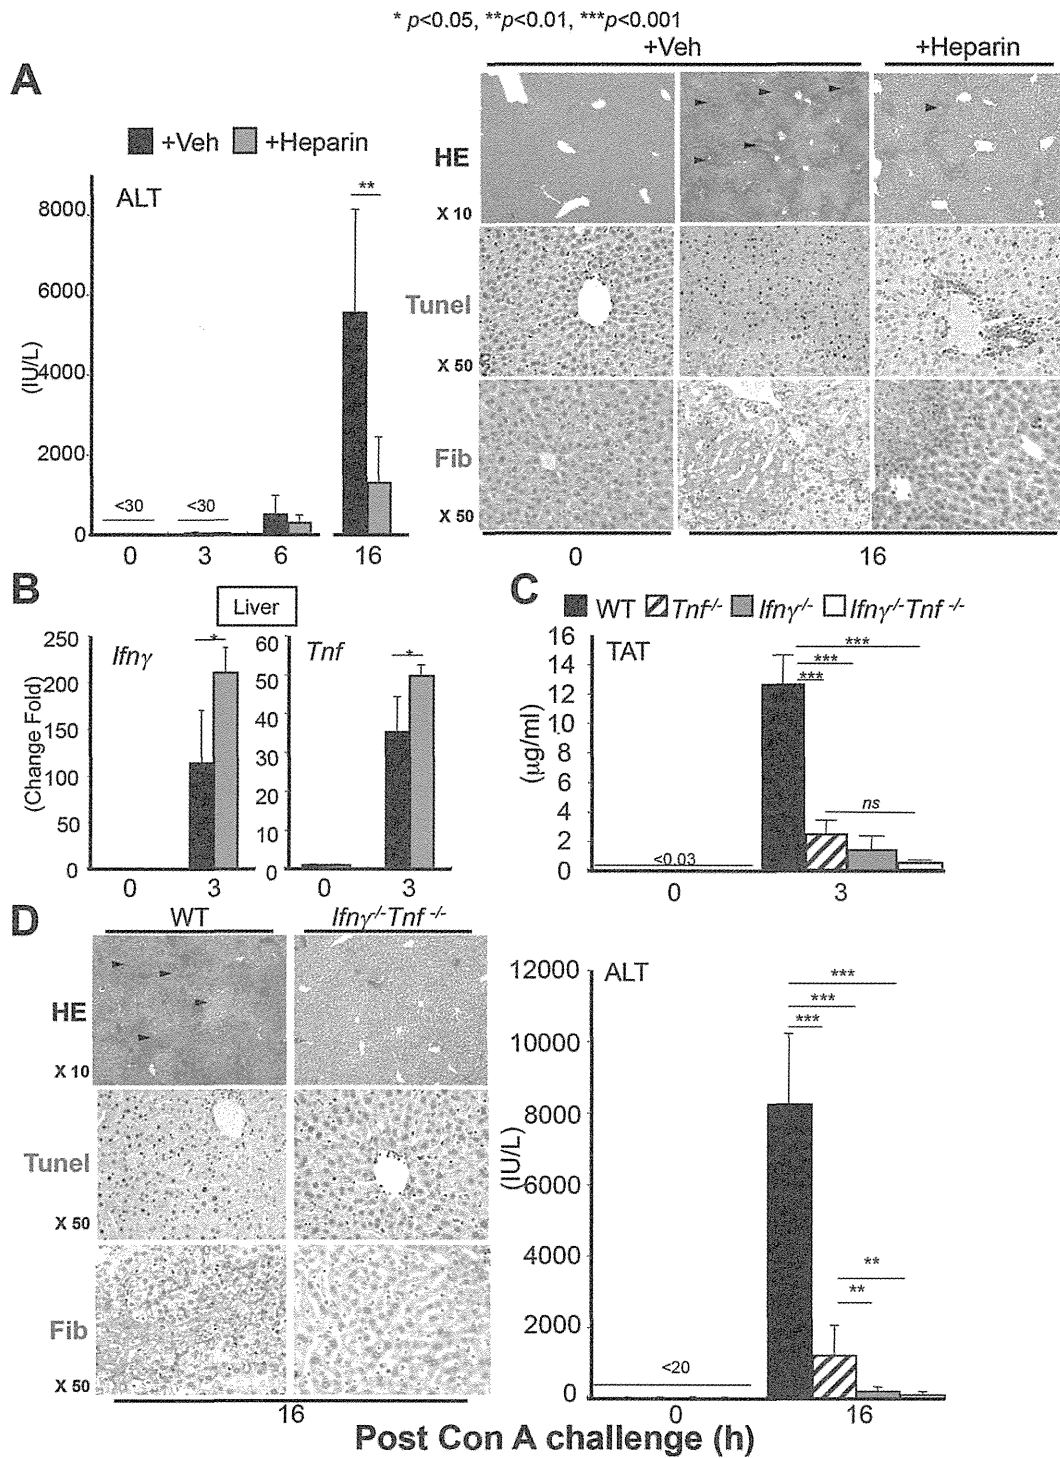 * p<0.05, **p<0.01, ***p<0.001
+Veh
+Heparin
A
+Veh +Heparin
ALT
**
8000
6000
4000
2000
0
(IU/L)
<30
<30
0 3 6 16
HE
X 10
Tunel
X 50
Fib
X 50
0 16
B
Liver
Ifnγ
*
250
200
150
100
50
0
(Change Fold)
0 3
Tnf
*
60
50
40
30
20
10
0
0 3
C
WT Tnf-/- Ifnγ-/- Ifnγ-/-Tnf -/-
TAT
***
***
***
ns
16
14
12
10
8
6
4
2
0
(μg/ml)
<0.03
0 3
D
WT Ifnγ-/-Tnf -/-
HE
X 10
Tunel
X 50
Fib
X 50
16
ALT
***
***
***
**
**
12000
10000
8000
6000
4000
2000
0
(IU/L)
<20
0 16
Post Con A challenge (h)